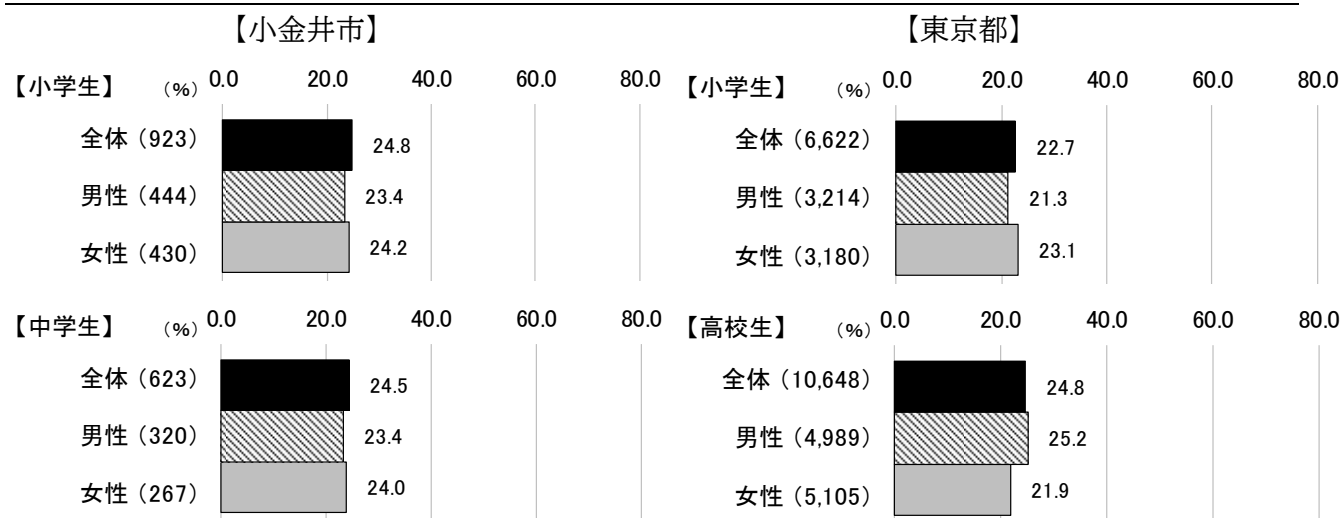 【小金井市】
【小学生】 (%) 0.0 20.0 40.0 60.0 80.0
全体(923) 24.8
男性(444) 23.4
女性(430) 24.2
【中学生】 (%) 0.0 20.0 40.0 60.0 80.0
全体(623) 24.5
男性(320) 23.4
女性(267) 24.0
【東京都】
【小学生】 (%) 0.0 20.0 40.0 60.0 80.0
全体(6,622) 22.7
男性(3,214) 21.3
女性(3,180) 23.1
【高校生】 (%) 0.0 20.0 40.0 60.0 80.0
全体(10,648) 24.8
男性(4,989) 25.2
女性(5,105) 21.9